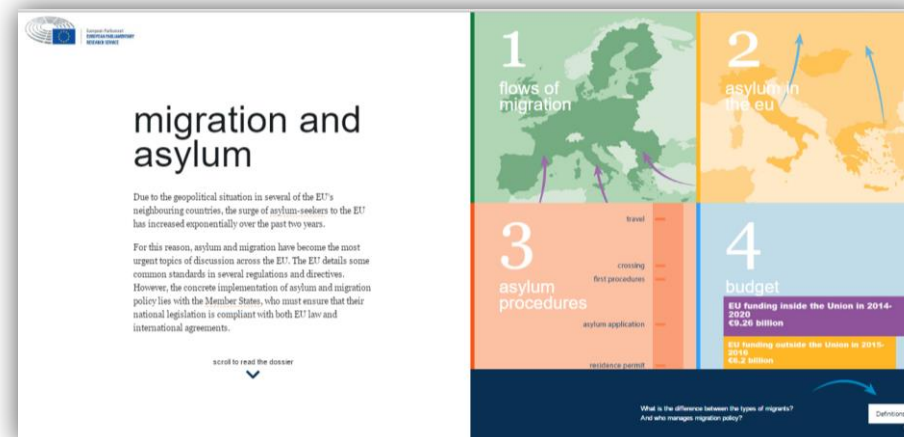 European Parliament
EUROPEAN PARLIAMENTARY
RESEARCH SERVICE
migration and
asylum
Due to the geopolitical situation in several of the EU's
neighbouring countries, the surge of asylum-seekers to the EU
has increased exponentially over the past two years.
For this reason, asylum and migration have become the most
urgent topics of discussion across the EU. The EU details some
common standards in several regulations and directives.
However, the concrete implementation of asylum and migration
policy lies with the Member States, who must ensure that their
national legislation is compliant with both EU law and
international agreements.
scroll to read the dossier
1
flows of
migration
2
asylum in
the eu
3
asylum
procedures
travel
crossing
first procedures
asylum application
residence permit
4
budget
EU funding inside the Union in 2014-
2020
€9.26 billion
EU funding outside the Union in 2015-
2016
€6.2 billion
What is the difference between the types of migrants?
And who manages migration policy?
Definitions